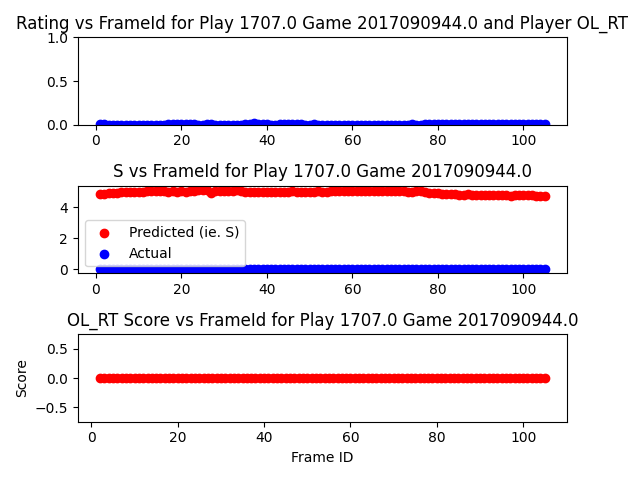 Rating vs FrameId for Play 1707.0 Game 2017090944.0 and Player OL_RT
1.0
0.5
0.0
0 20 40 60 80 100
S vs FrameId for Play 1707.0 Game 2017090944.0
4
2
0
Predicted (ie. S)
Actual
0 20 40 60 80 100
OL_RT Score vs FrameId for Play 1707.0 Game 2017090944.0
Score
0.5
0.0
−0.5
0 20 40 60 80 100
Frame ID